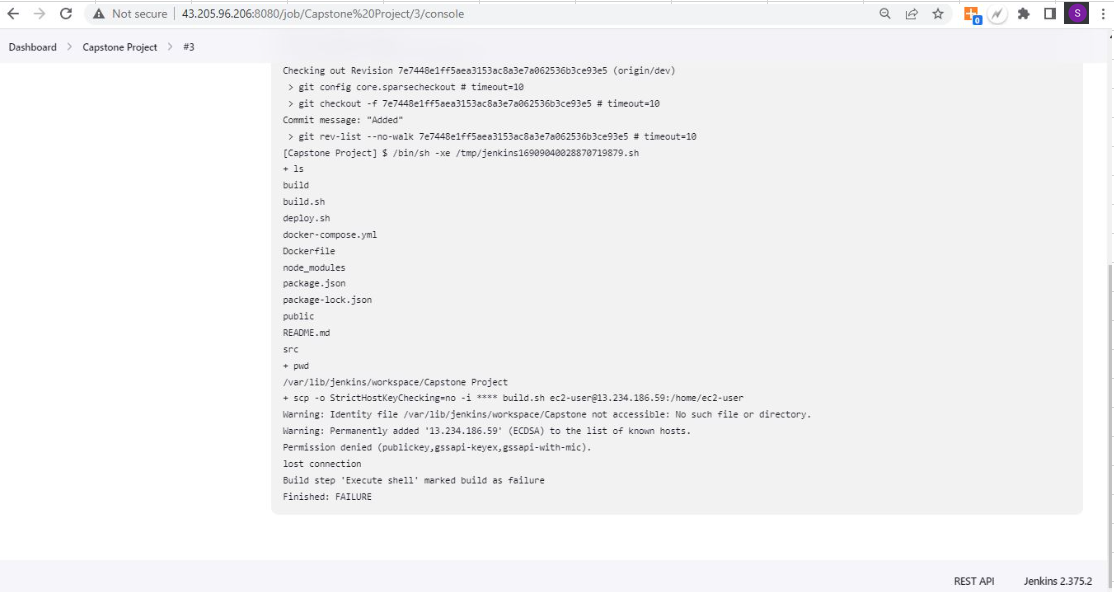 Not secure | 43.205.96.206:8080/job/Capstone%20Project/3/console
S
0
Dashboard > Capstone Project > #3
Checking out Revision 7e7448e1ff5aea3153ac8a3e7a062536b3ce93e5 (origin/dev)
> git config core.sparsecheckout # timeout=10
> git checkout -f 7e7448e1ff5aea3153ac8a3e7a062536b3ce93e5 # timeout=10
Commit message: "Added"
> git rev-list --no-walk 7e7448e1ff5aea3153ac8a3e7a062536b3ce93e5 # timeout=10
[Capstone Project] $ /bin/sh -xe /tmp/jenkins16909040028870719879.sh
+ ls
build
build.sh
deploy.sh
docker-compose.yml
Dockerfile
node_modules
package.json
package-lock.json
public
README.md
src
+ pwd
/var/lib/jenkins/workspace/Capstone Project
+ scp -o StrictHostKeyChecking=no -i **** build.sh ec2-user@13.234.186.59:/home/ec2-user
Warning: Identity file /var/lib/jenkins/workspace/Capstone not accessible: No such file or directory.
Warning: Permanently added '13.234.186.59' (ECDSA) to the list of known hosts.
Permission denied (publickey,gssapi-keyex,gssapi-with-mic).
lost connection
Build step 'Execute shell' marked build as failure
Finished: FAILURE
REST API Jenkins 2.375.2